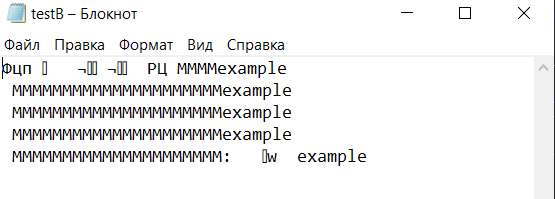 testB – Блокнот
Файл Правка Формат Вид Справка
Фцп ▯   ¬▯▯ ¬▯▯  РЦ MMMMexample
 MMMMMMMMMMMMMMMMMMMMMexample
 MMMMMMMMMMMMMMMMMMMMMexample
 MMMMMMMMMMMMMMMMMMMMMexample
 MMMMMMMMMMMMMMMMMMMMM:   ▯w  example